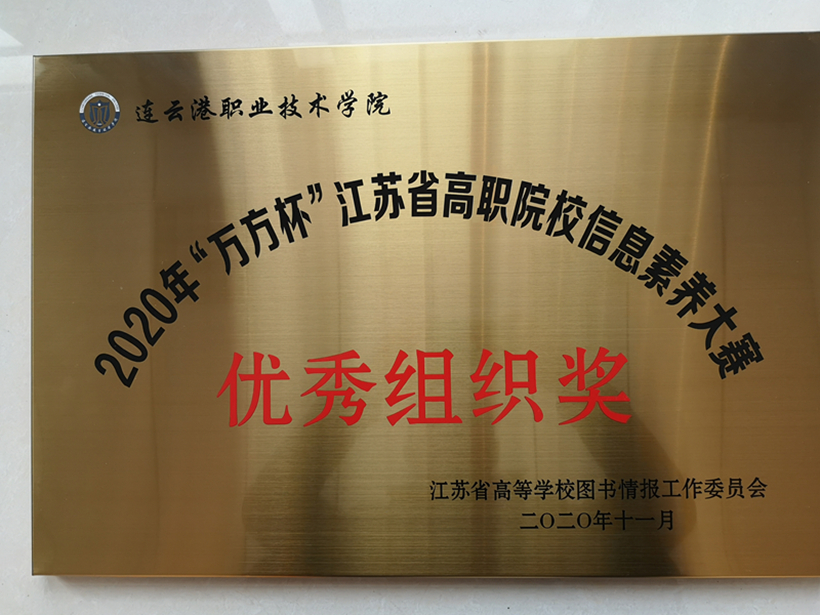 连云港职业技术学院
2020年“万方杯”江苏省高职院校信息素养大赛
优秀组织奖
江苏省高等学校图书情报工作委员会
二〇二〇年十一月